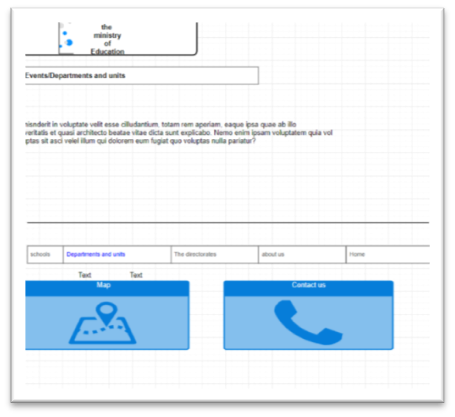 the
ministry
of
Education
Events/Departments and units
nisnderit in voluptate velit esse cilludantium, totam rem aperiam, eaque ipsa quae ab illo
veritatis et quasi architecto beatae vitae dicta sunt explicabo. Nemo enim ipsam voluptatem quia vol
ptas sit asci velel illum qui dolorem eum fugiat quo voluptas nulla pariatur?
schools Departments and units The directorates about us Home
Text Text
Map Contact us